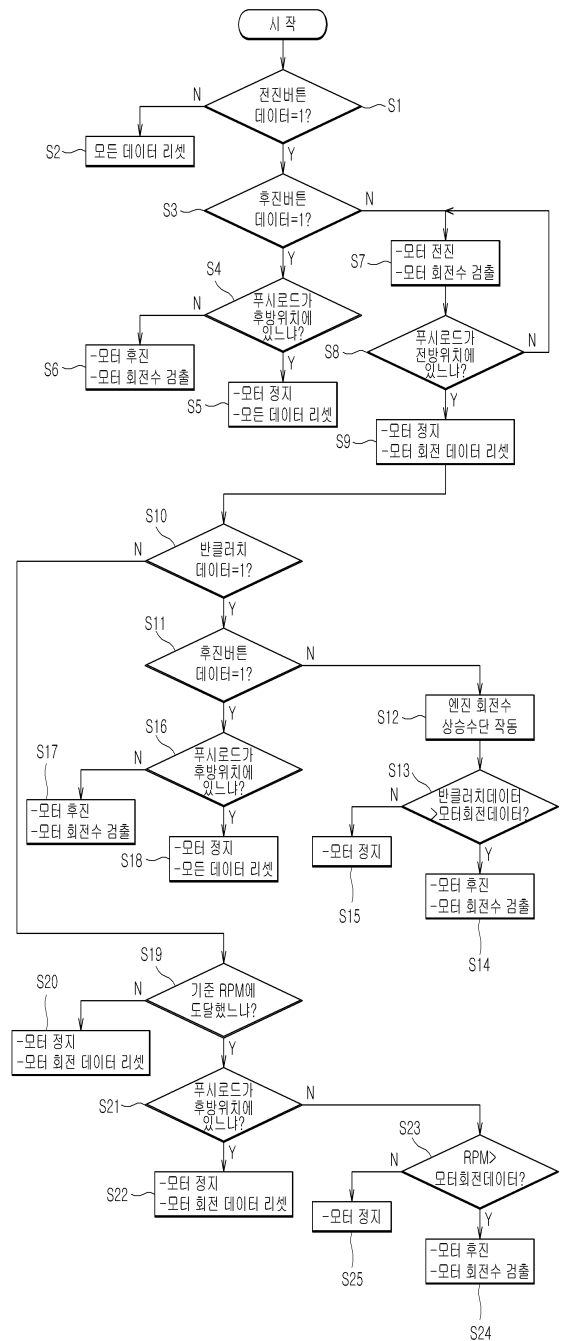 시 작
N
전진버튼
데이터=1?
S1
S2
모든 데이터 리셋
Y
S3
후진버튼
데이터=1?
N
Y
S4
N
푸시로드가
후방위치에
있느냐?
S7
-모터 전진
-모터 회전수 검출
S6
-모터 후진
-모터 회전수 검출
Y
S8
푸시로드가
전방위치에
있느냐?
N
S5
-모터 정지
-모든 데이터 리셋
Y
S9
-모터 정지
-모터 회전 데이터 리셋
S10
N
반클러치
데이터=1?
Y
S11
후진버튼
데이터=1?
N
Y
S12
엔진 회전수
상승수단 작동
S16
S17
N
푸시로드가
후방위치에
있느냐?
S13
N
반클러치데이터
>모터회전데이터?
-모터 후진
-모터 회전수 검출
Y
S18
-모터 정지
-모든 데이터 리셋
-모터 정지
S15
Y
-모터 후진
-모터 회전수 검출
S14
S19
S20
N
기준 RPM에
도달했느냐?
-모터 정지
-모터 회전 데이터 리셋
Y
S21
푸시로드가
후방위치에
있느냐?
N
Y
S22
-모터 정지
-모터 회전 데이터 리셋
S23
N
RPM>
모터회전데이터?
-모터 정지
S25
Y
-모터 후진
-모터 회전수 검출
S24